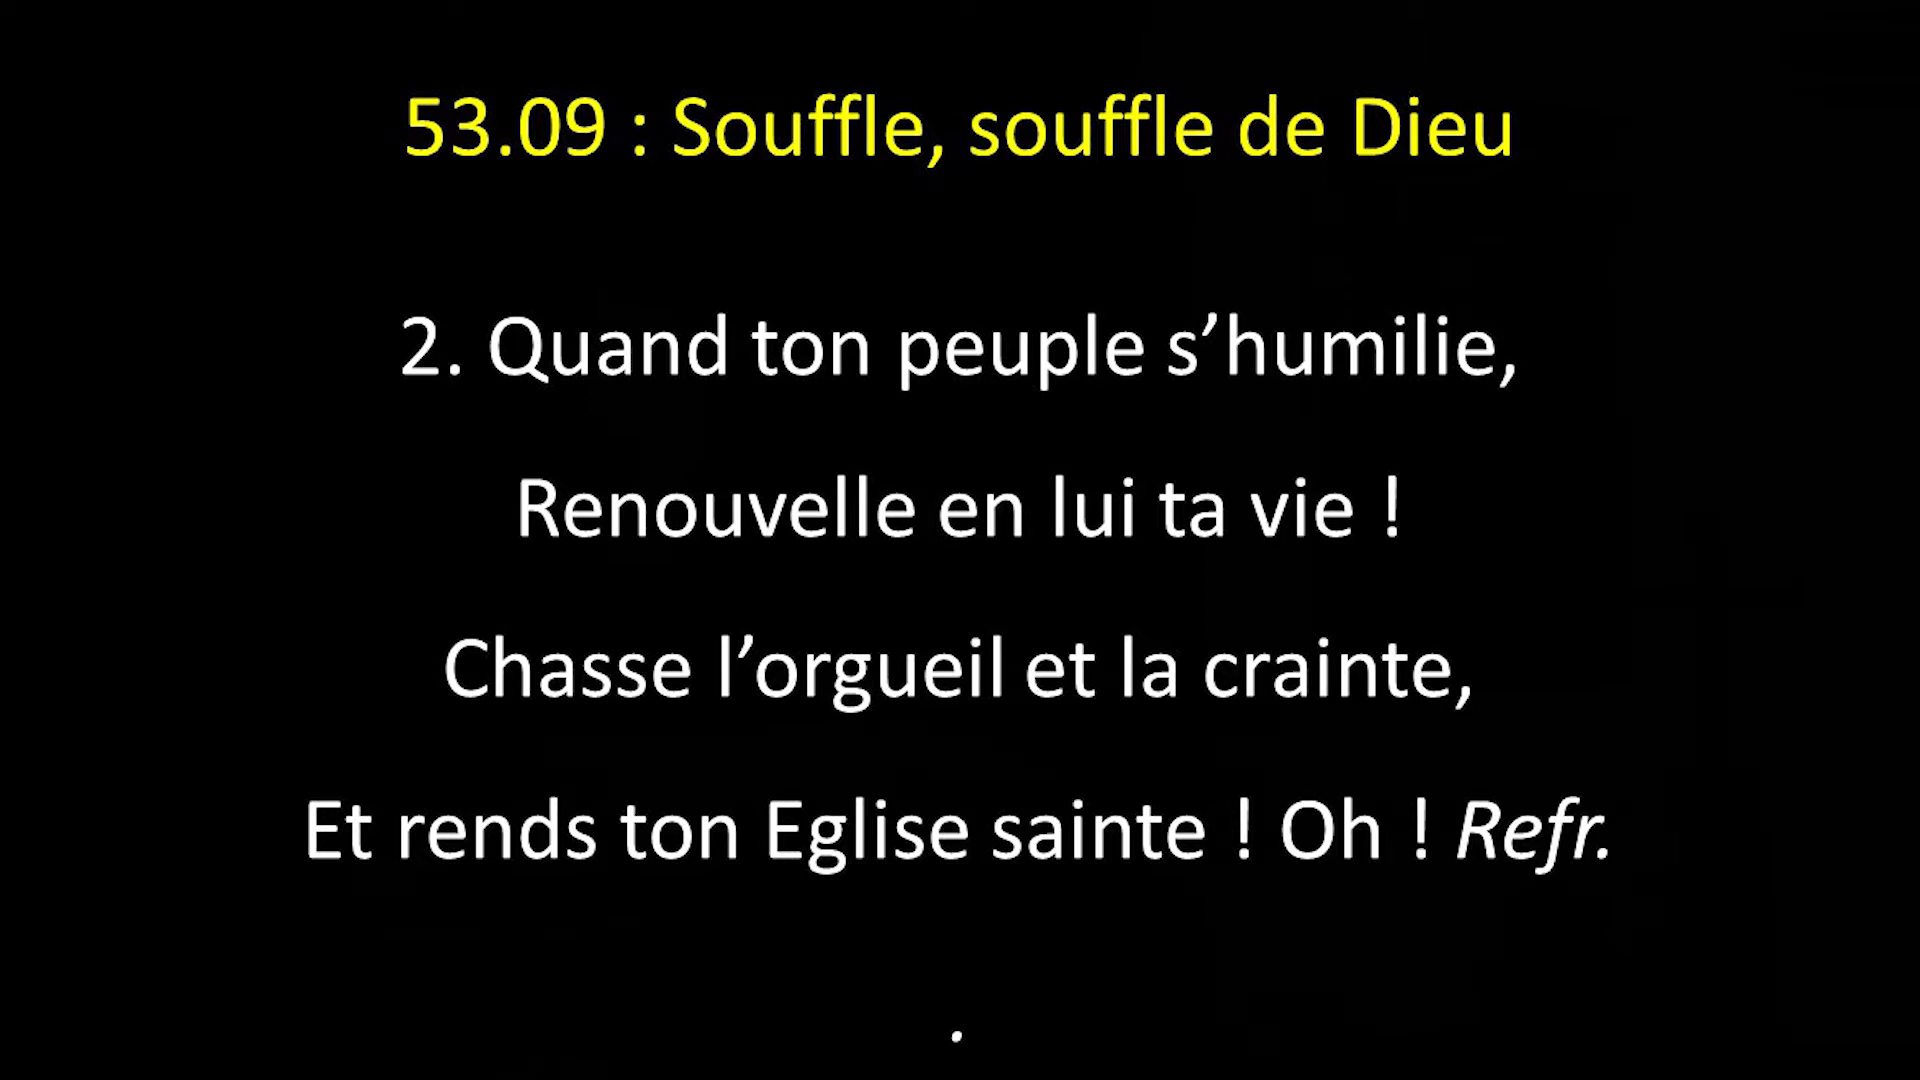 53.09 : Souffle, souffle de Dieu
2. Quand ton peuple s’humilie,
Renouvelle en lui ta vie !
Chasse l’orgueil et la crainte,
Et rends ton Eglise sainte ! Oh ! Refr.
.